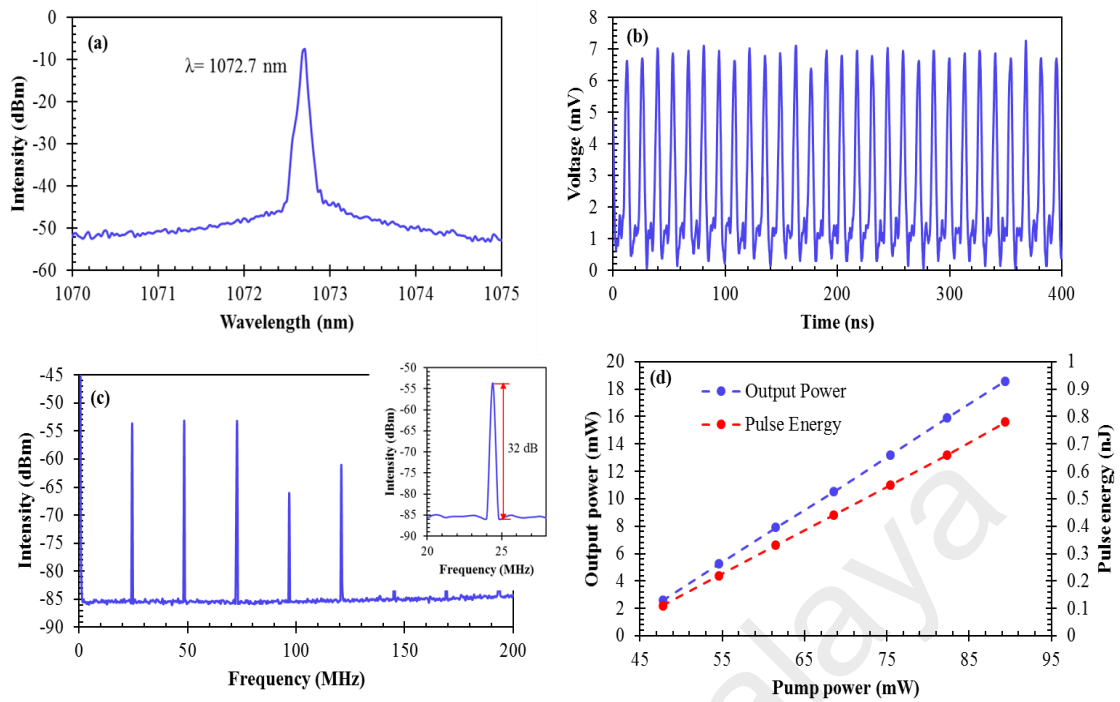 (a)
λ= 1072.7 nm
Intensity (dBm)
0
-10
-20
-30
-40
-50
-60
1070 1071 1072 1073 1074 1075
Wavelength (nm)
(b)
Voltage (mV)
8
7
6
5
4
3
2
1
0
0 100 200 300 400
Time (ns)
(c)
Intensity (dBm)
-45
-50
-55
-60
-65
-70
-75
-80
-85
-90
0 50 100 150 200
Frequency (MHz)
Intensity (dBm)
-50
-55
-60
-65
-70
-75
-80
-85
-90
32 dB
20 25
Frequency (MHz)
(d)
Output Power
Pulse Energy
Output power (mW)
20
18
16
14
12
10
8
6
4
2
0
45 55 65 75 85 95
Pump power (mW)
1
0.9
0.8
0.7
0.6
0.5
0.4
0.3
0.2
0.1
0
Pulse energy (nJ)
alaya